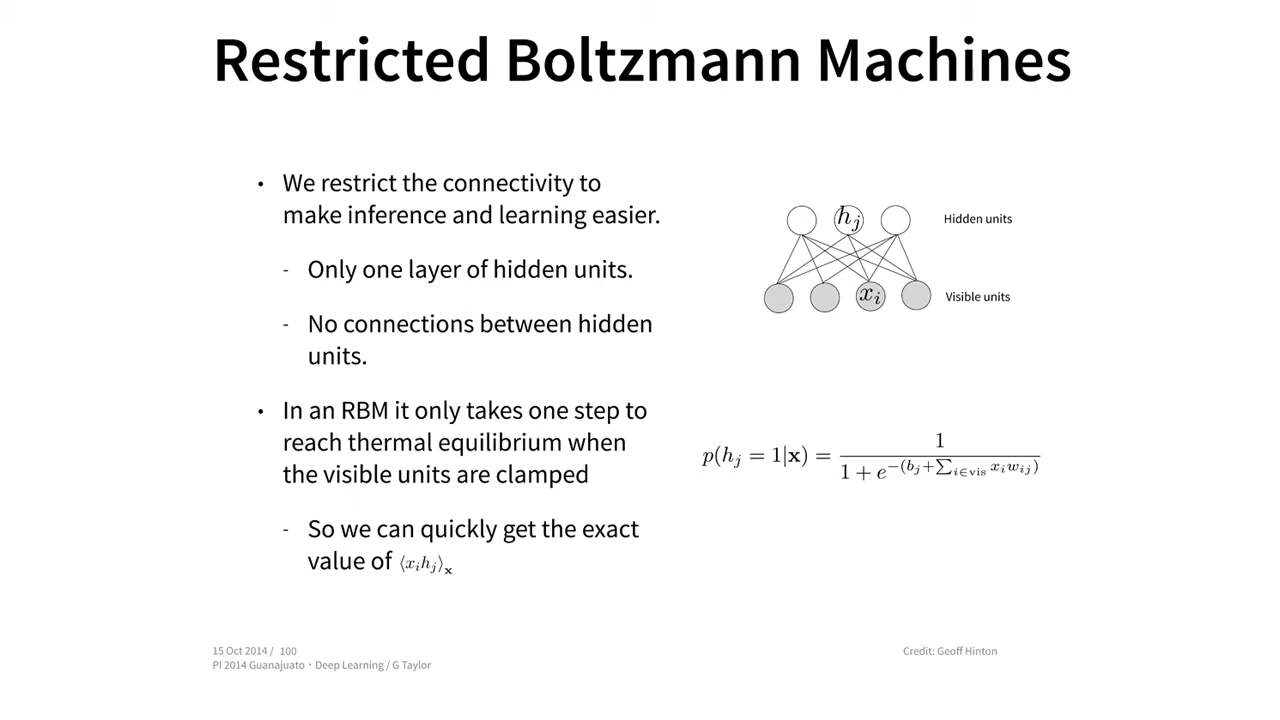 Restricted Boltzmann Machines
• We restrict the connectivity to
make inference and learning easier.
- Only one layer of hidden units.
- No connections between hidden
units.
• In an RBM it only takes one step to
reach thermal equilibrium when
the visible units are clamped
- So we can quickly get the exact
value of ⟨x_i h_j⟩_x
h_j
Hidden units
x_i
Visible units
p(h_j = 1|x) = 1 / (1 + e^{-(b_j + ∑_{i∈vis} x_i w_{ij})})
15 Oct 2014 / 100
PI 2014 Guanajuato · Deep Learning / G Taylor
Credit: Geoff Hinton